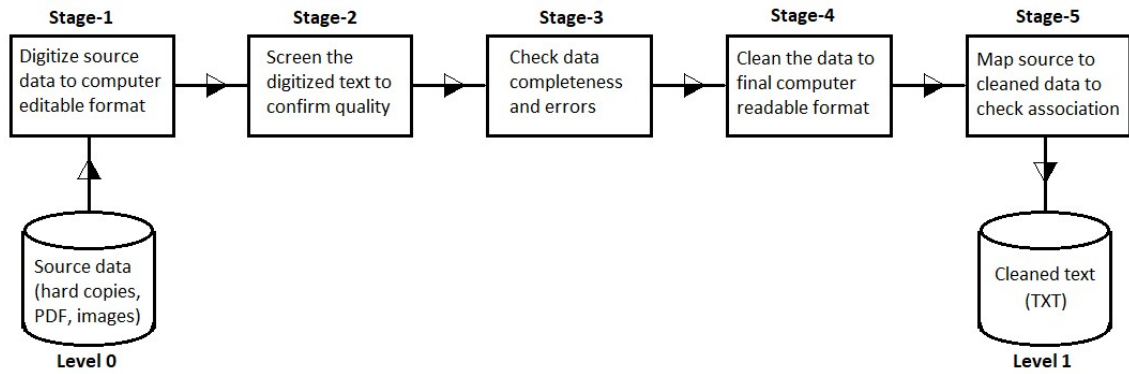 Stage-1
Digitize source
data to computer
editable format
Stage-2
Screen the
digitized text to
confirm quality
Stage-3
Check data
completeness
and errors
Stage-4
Clean the data to
final computer
readable format
Stage-5
Map source to
cleaned data to
check association
Source data
(hard copies,
PDF, images)
Level 0
Cleaned text
(TXT)
Level 1